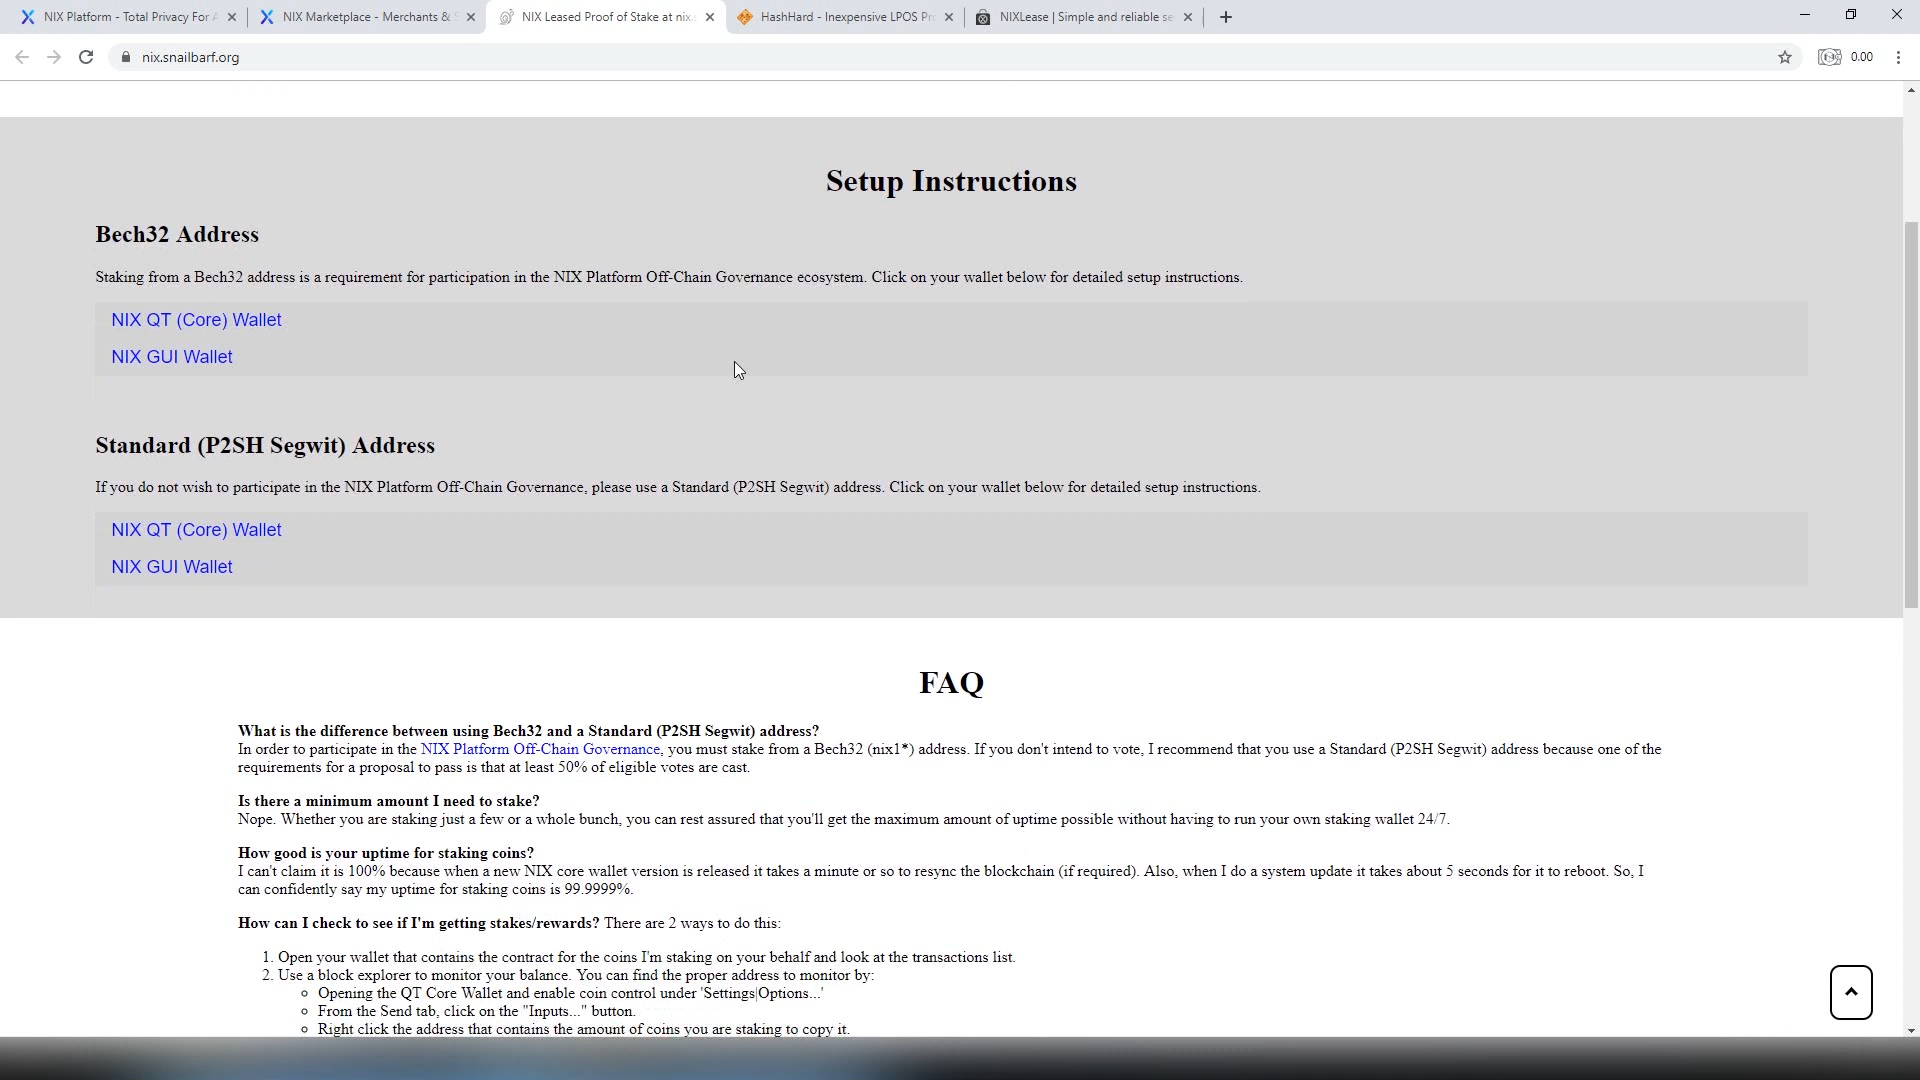 NIX Platform - Total Privacy For A
NIX Marketplace - Merchants &
NIX Leased Proof of Stake at nix.s
HashHard - Inexpensive LPOS Pr
NIXLease | Simple and reliable se
nix.snailbarf.org
0.00
Setup Instructions
Bech32 Address
Staking from a Bech32 address is a requirement for participation in the NIX Platform Off-Chain Governance ecosystem. Click on your wallet below for detailed setup instructions.
NIX QT (Core) Wallet
NIX GUI Wallet
Standard (P2SH Segwit) Address
If you do not wish to participate in the NIX Platform Off-Chain Governance, please use a Standard (P2SH Segwit) address. Click on your wallet below for detailed setup instructions.
NIX QT (Core) Wallet
NIX GUI Wallet
FAQ
What is the difference between using Bech32 and a Standard (P2SH Segwit) address?
In order to participate in the NIX Platform Off-Chain Governance, you must stake from a Bech32 (nix1*) address. If you don't intend to vote, I recommend that you use a Standard (P2SH Segwit) address because one of the
requirements for a proposal to pass is that at least 50% of eligible votes are cast.
Is there a minimum amount I need to stake?
Nope. Whether you are staking just a few or a whole bunch, you can rest assured that you'll get the maximum amount of uptime possible without having to run your own staking wallet 24/7.
How good is your uptime for staking coins?
I can't claim it is 100% because when a new NIX core wallet version is released it takes a minute or so to resync the blockchain (if required). Also, when I do a system update it takes about 5 seconds for it to reboot. So, I
can confidently say my uptime for staking coins is 99.9999%.
How can I check to see if I'm getting stakes/rewards? There are 2 ways to do this:
1. Open your wallet that contains the contract for the coins I'm staking on your behalf and look at the transactions list.
2. Use a block explorer to monitor your balance. You can find the proper address to monitor by:
Opening the QT Core Wallet and enable coin control under 'Settings|Options...'
From the Send tab, click on the "Inputs..." button.
Right click the address that contains the amount of coins you are staking to copy it.